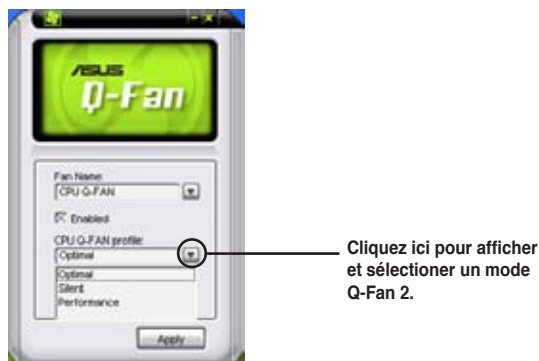 ASUS
Q-Fan
Fan Name:
CPU Q-FAN
Enabled
CPU Q-FAN profile:
Optimal
Optimal
Silent
Performance
Apply
Cliquez ici pour afficher
et sélectioner un mode
Q-Fan 2.